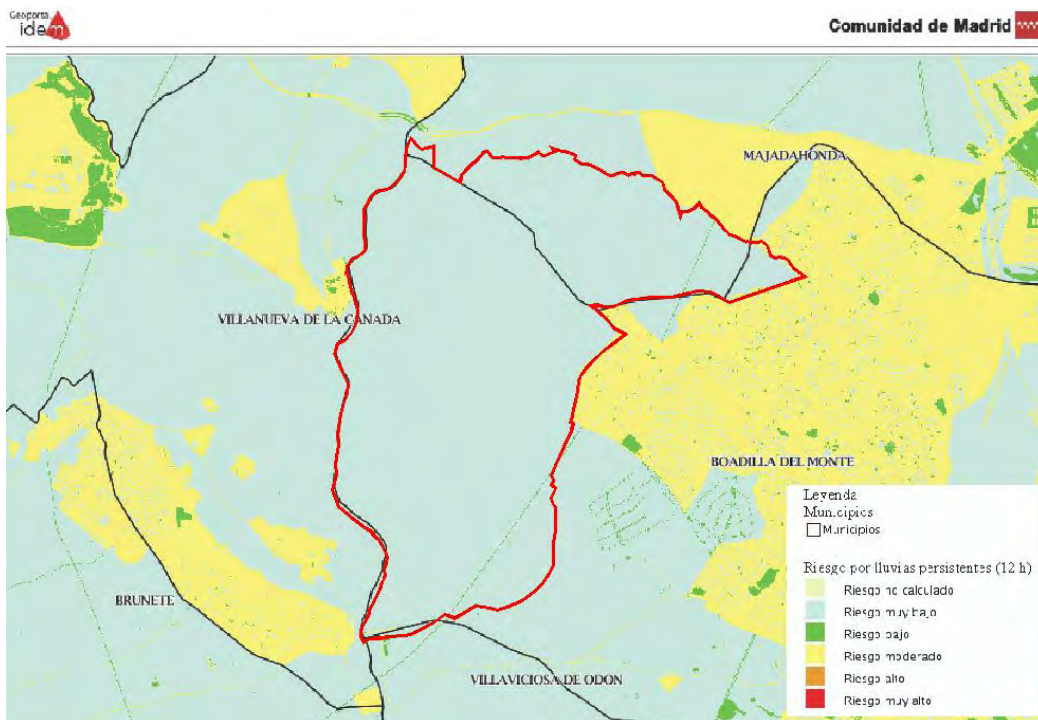 Geoporta
idem
Comunidad de Madrid
MAJADAHONDA
VILLANUEVA DE LA CAÑADA
BOADILLA DEL MONTE
BRUNETE
VILLAVICIOSA DE ODON
Leyenda
Municipios
Municipios
Riesgo por lluvias persistentes (12 h)
Riesgo no calculado
Riesgo muy bajo
Riesgo bajo
Riesgo moderado
Riesgo alto
Riesgo muy alto